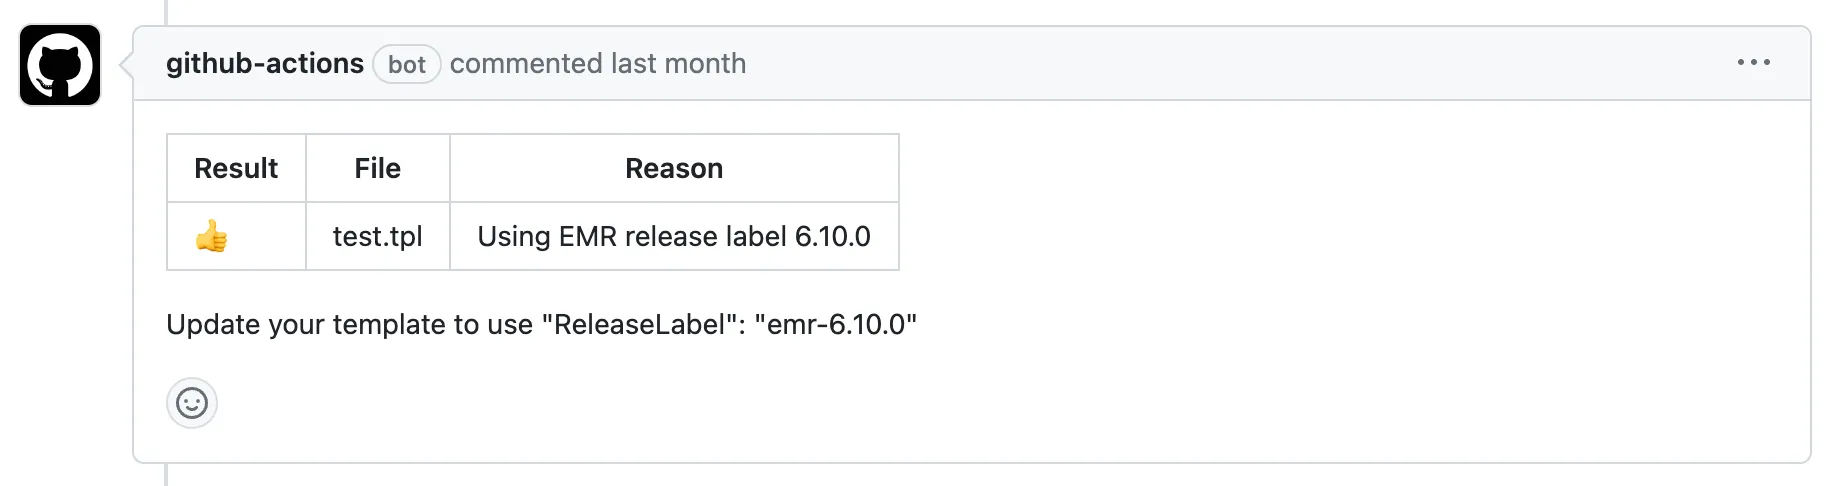 github-actions bot commented last month
Result File Reason
👍 test.tpl Using EMR release label 6.10.0
Update your template to use "ReleaseLabel": "emr-6.10.0"